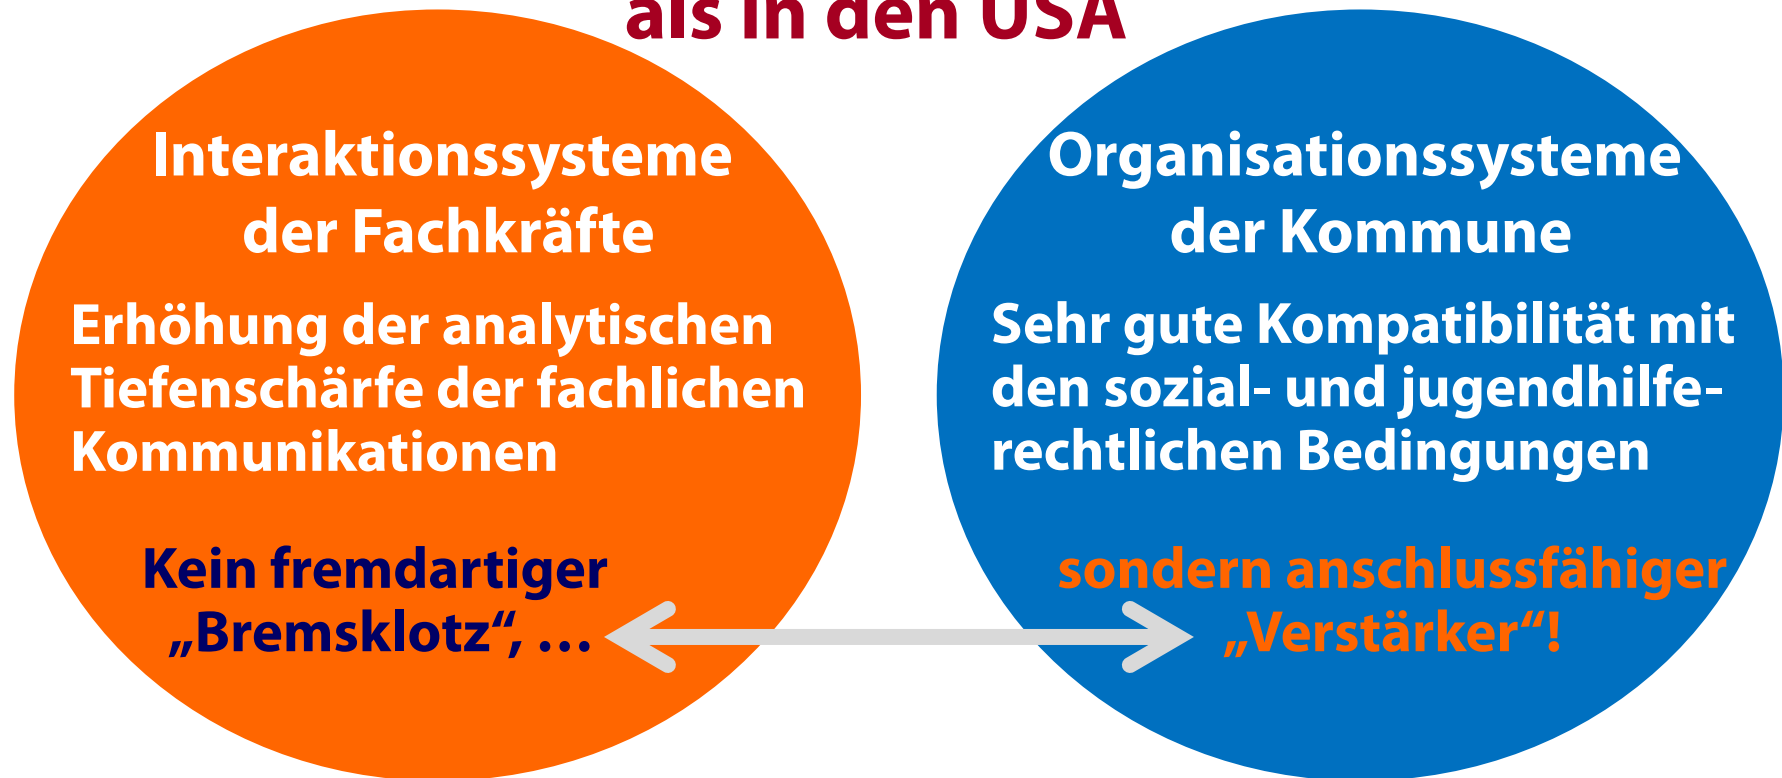 als in den USA
Interaktionssysteme
der Fachkräfte
Erhöhung der analytischen
Tiefenschärfe der fachlichen
Kommunikationen
Kein fremdartiger
„Bremsklotz“, …
Organisationssysteme
der Kommune
Sehr gute Kompatibilität mit
den sozial- und jugendhilfe-
rechtlichen Bedingungen
sondern anschlussfähiger
„Verstärker“!